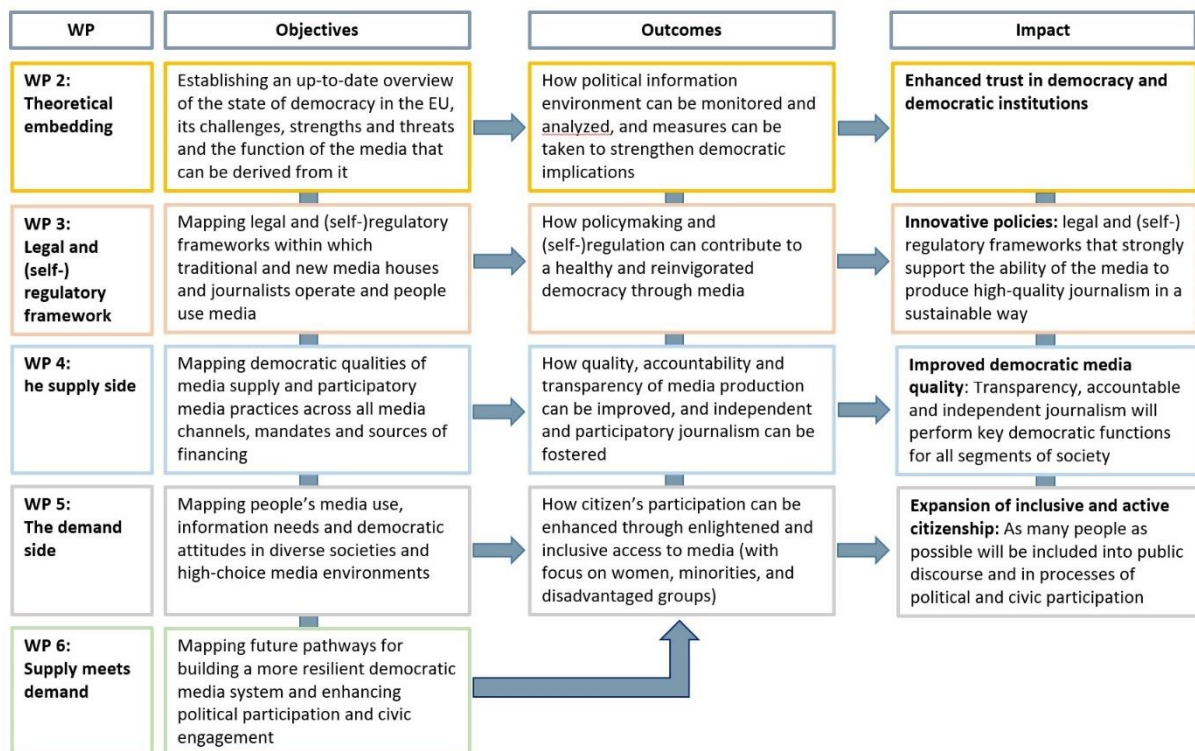 WP
Objectives
Outcomes
Impact
WP 2:
Theoretical
embedding
Establishing an up-to-date overview
of the state of democracy in the EU,
its challenges, strengths and threats
and the function of the media that
can be derived from it
How political information
environment can be monitored and
analyzed, and measures can be
taken to strengthen democratic
implications
Enhanced trust in democracy and
democratic institutions
WP 3:
Legal and
(self-)
regulatory
framework
Mapping legal and (self-)regulatory
frameworks within which
traditional and new media houses
and journalists operate and people
use media
How policymaking and
(self-)regulation can contribute to
a healthy and reinvigorated
democracy through media
Innovative policies: legal and (self-)
regulatory frameworks that strongly
support the ability of the media to
produce high-quality journalism in a
sustainable way
WP 4:
he supply side
Mapping democratic qualities of
media supply and participatory
media practices across all media
channels, mandates and sources of
financing
How quality, accountability and
transparency of media production
can be improved, and independent
and participatory journalism can be
fostered
Improved democratic media
quality: Transparency, accountable
and independent journalism will
perform key democratic functions
for all segments of society
WP 5:
The demand
side
Mapping people's media use,
information needs and democratic
attitudes in diverse societies and
high-choice media environments
How citizen's participation can be
enhanced through enlightened and
inclusive access to media (with
focus on women, minorities, and
disadvantaged groups)
Expansion of inclusive and active
citizenship: As many people as
possible will be included into public
discourse and in processes of
political and civic participation
WP 6:
Supply meets
demand
Mapping future pathways for
building a more resilient democratic
media system and enhancing
political participation and civic
engagement